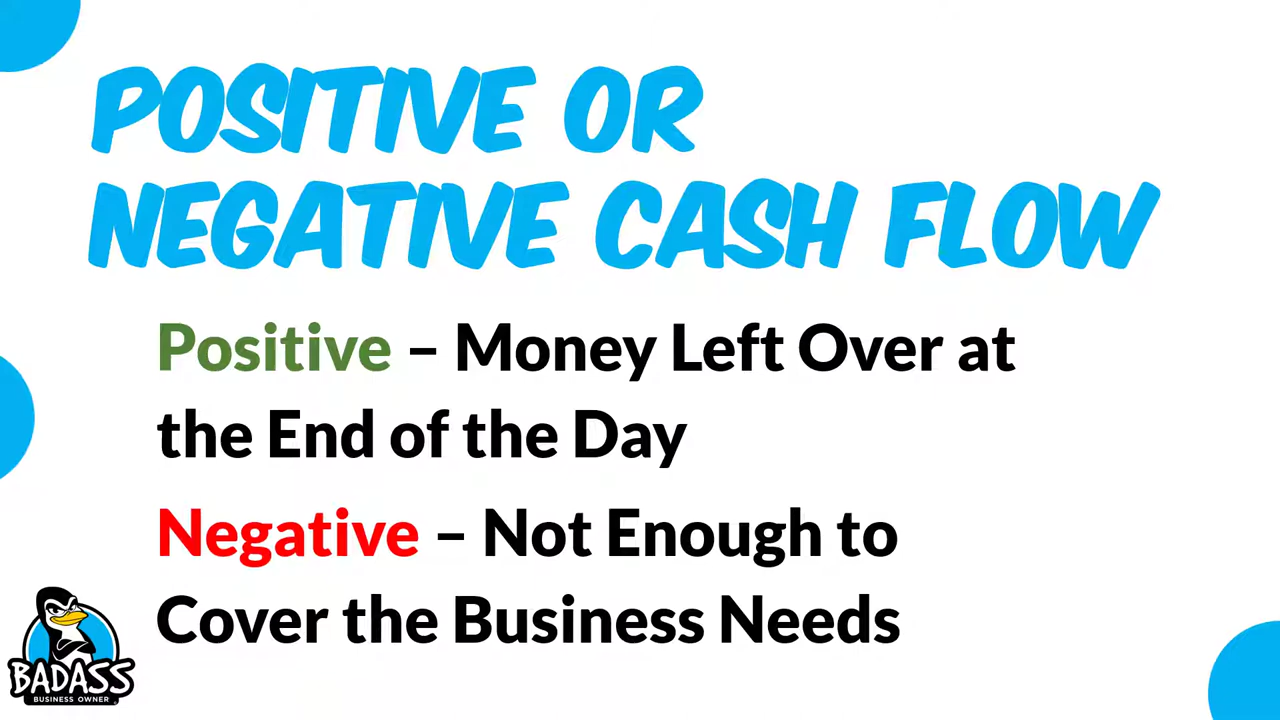 POSITIVE OR
NEGATIVE CASH FLOW
Positive – Money Left Over at
the End of the Day
Negative – Not Enough to
Cover the Business Needs
BADASS
BUSINESS OWNER